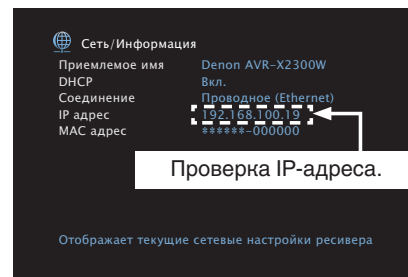 Сеть/Информация
Приемлемое имя Denon AVR-X2300W
DHCP Вкл.
Соединение Проводное (Ethernet)
IP адрес 192.168.100.19
MAC адрес ******-000000
Проверка IP-адреса.
Отображает текущие сетевые настройки ресивера